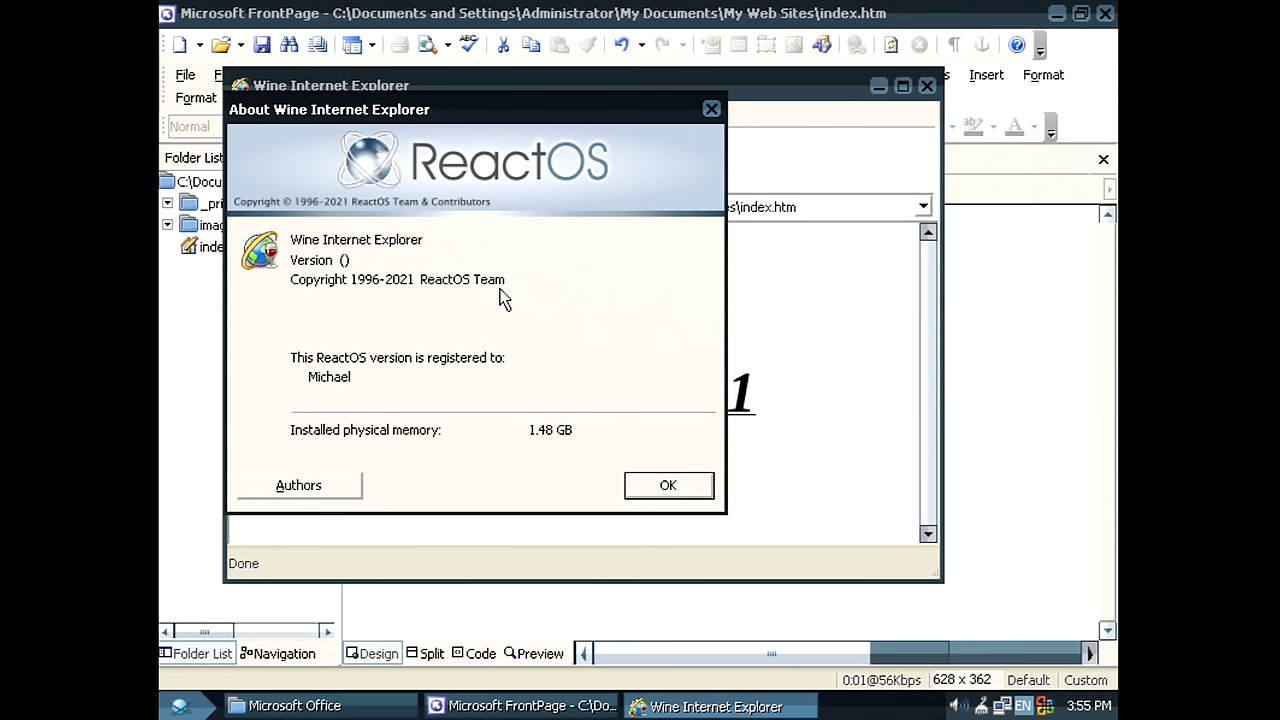 Microsoft FrontPage - C:\Documents and Settings\Administrator\My Documents\My Web Sites\index.htm
File
Insert
Format
Format
Normal
Wine Internet Explorer
About Wine Internet Explorer
ReactOS
Copyright © 1996-2021 ReactOS Team & Contributors
Folder List
C:\Docu
s\index.htm
Wine Internet Explorer
Version ()
Copyright 1996-2021 ReactOS Team
This ReactOS version is registered to:
Michael
1
Installed physical memory: 1.48 GB
Authors
OK
Done
Folder List
Navigation
Design
Split
Code
Preview
0:01@56Kbps
628 x 362
Default
Custom
Microsoft Office
Microsoft FrontPage - C:\Do...
Wine Internet Explorer
EN
3:55 PM